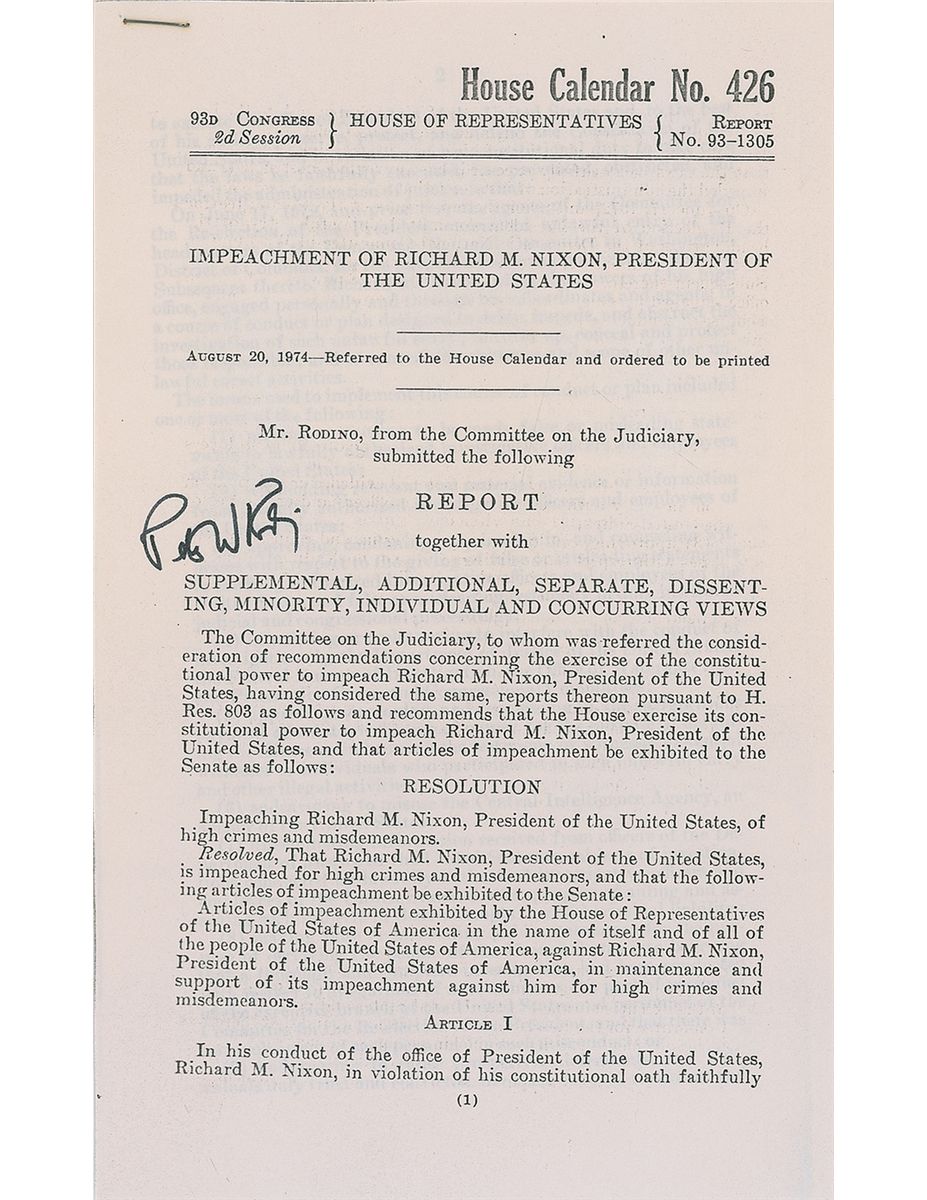 House Calendar No. 426
93D CONGRESS } HOUSE OF REPRESENTATIVES { REPORT
2d Session } { No. 93–1305
IMPEACHMENT OF RICHARD M. NIXON, PRESIDENT OF
THE UNITED STATES
AUGUST 20, 1974—Referred to the House Calendar and ordered to be printed
Mr. RODINO, from the Committee on the Judiciary,
submitted the following
REPORT
together with
SUPPLEMENTAL, ADDITIONAL, SEPARATE, DISSENT-
ING, MINORITY, INDIVIDUAL AND CONCURRING VIEWS
The Committee on the Judiciary, to whom was referred the consid-
eration of recommendations concerning the exercise of the constitu-
tional power to impeach Richard M. Nixon, President of the United
States, having considered the same, reports thereon pursuant to H.
Res. 803 as follows and recommends that the House exercise its con-
stitutional power to impeach Richard M. Nixon, President of the
United States, and that articles of impeachment be exhibited to the
Senate as follows:
RESOLUTION
Impeaching Richard M. Nixon, President of the United States, of
high crimes and misdemeanors.
Resolved, That Richard M. Nixon, President of the United States,
is impeached for high crimes and misdemeanors, and that the follow-
ing articles of impeachment be exhibited to the Senate:
Articles of impeachment exhibited by the House of Representatives
of the United States of America in the name of itself and of all of
the people of the United States of America, against Richard M. Nixon,
President of the United States of America, in maintenance and
support of its impeachment against him for high crimes and
misdemeanors.
ARTICLE I
In his conduct of the office of President of the United States,
Richard M. Nixon, in violation of his constitutional oath faithfully
(1)